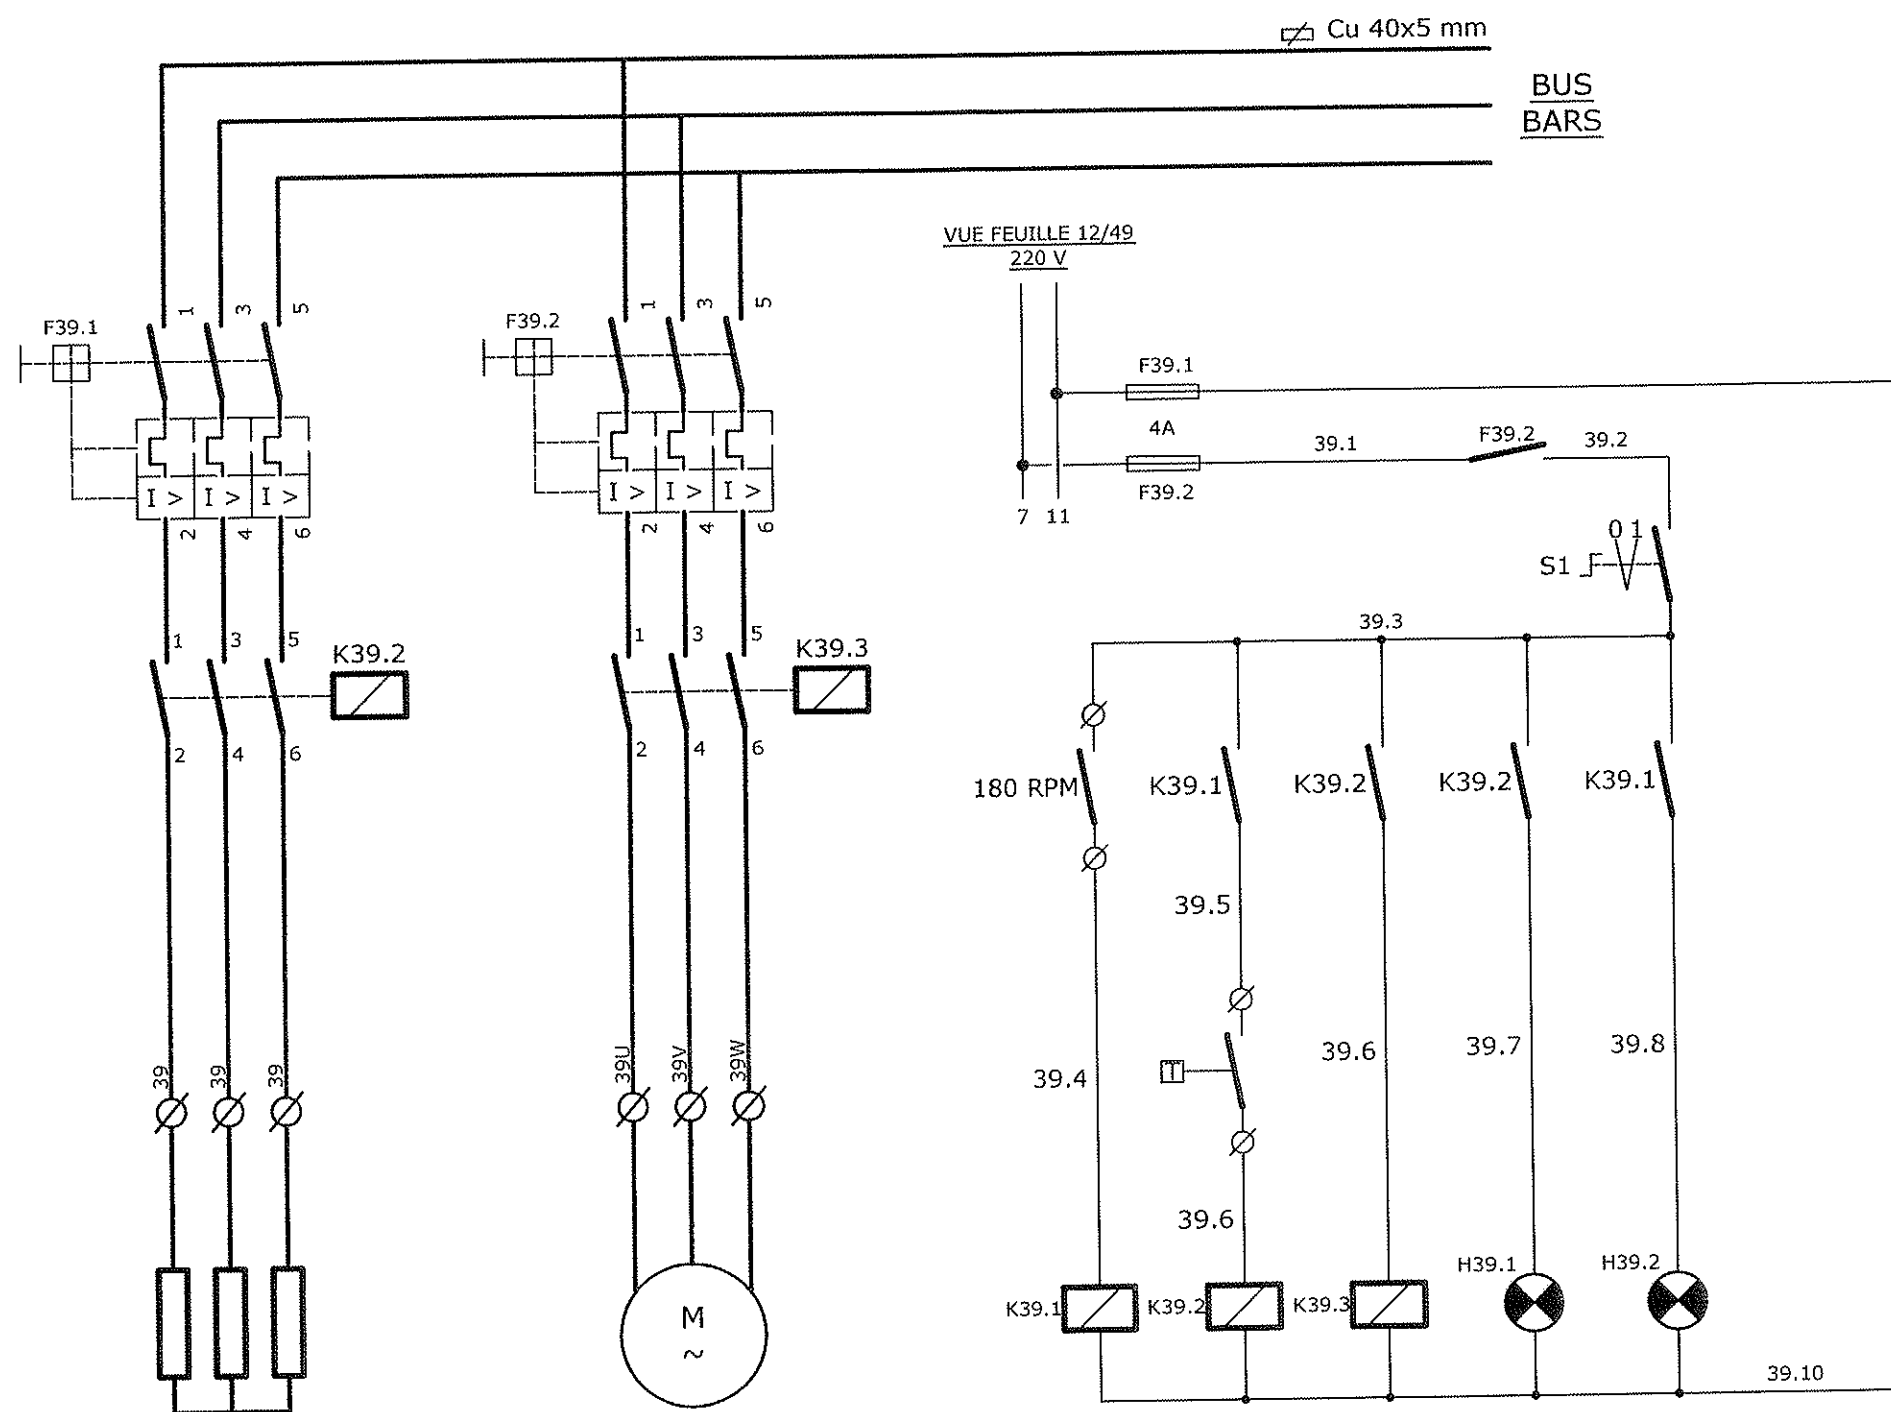 Cu 40x5 mm
BUS
BARS
VUE FEUILLE 12/49
220 V
1 3 5
F39.1
1 3 5
F39.2
F39.1
4A
39.1
F39.2
39.2
F39.2
I > I > I >
I > I > I >
7 11
2 4 6
2 4 6
0 1
S1
39.3
1 3 5
K39.2
1 3 5
K39.3
2 4 6
2 4 6
180 RPM
K39.1
K39.2
K39.2
K39.1
39.5
39 39 39
39U 39V 39W
39.4
T
39.6
39.7
39.8
39.6
H39.1
H39.2
K39.1
K39.2
K39.3
M
~
39.10